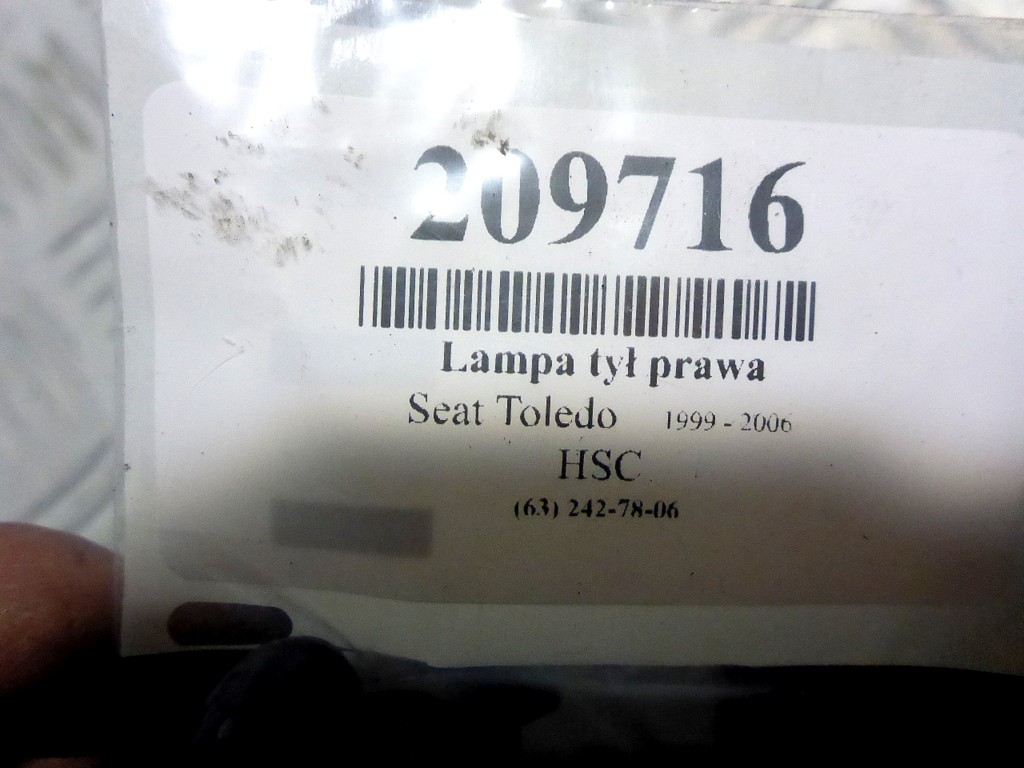 209716
Lampa tył prawa
Seat Toledo 1999 - 2006
HSC
(63) 242-78-06